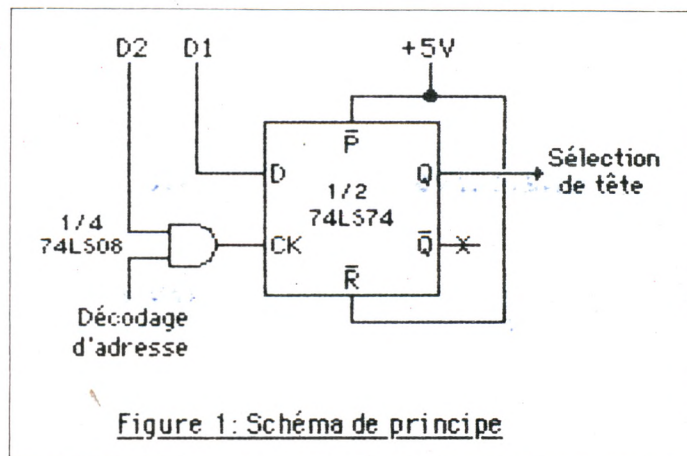 D2 D1 +5V
P̅
D 1/2 Q Sélection
de tête
74LS74
1/4
74LS08
CK Q̅
R̅
Décodage
d'adresse
Figure 1: Schéma de principe